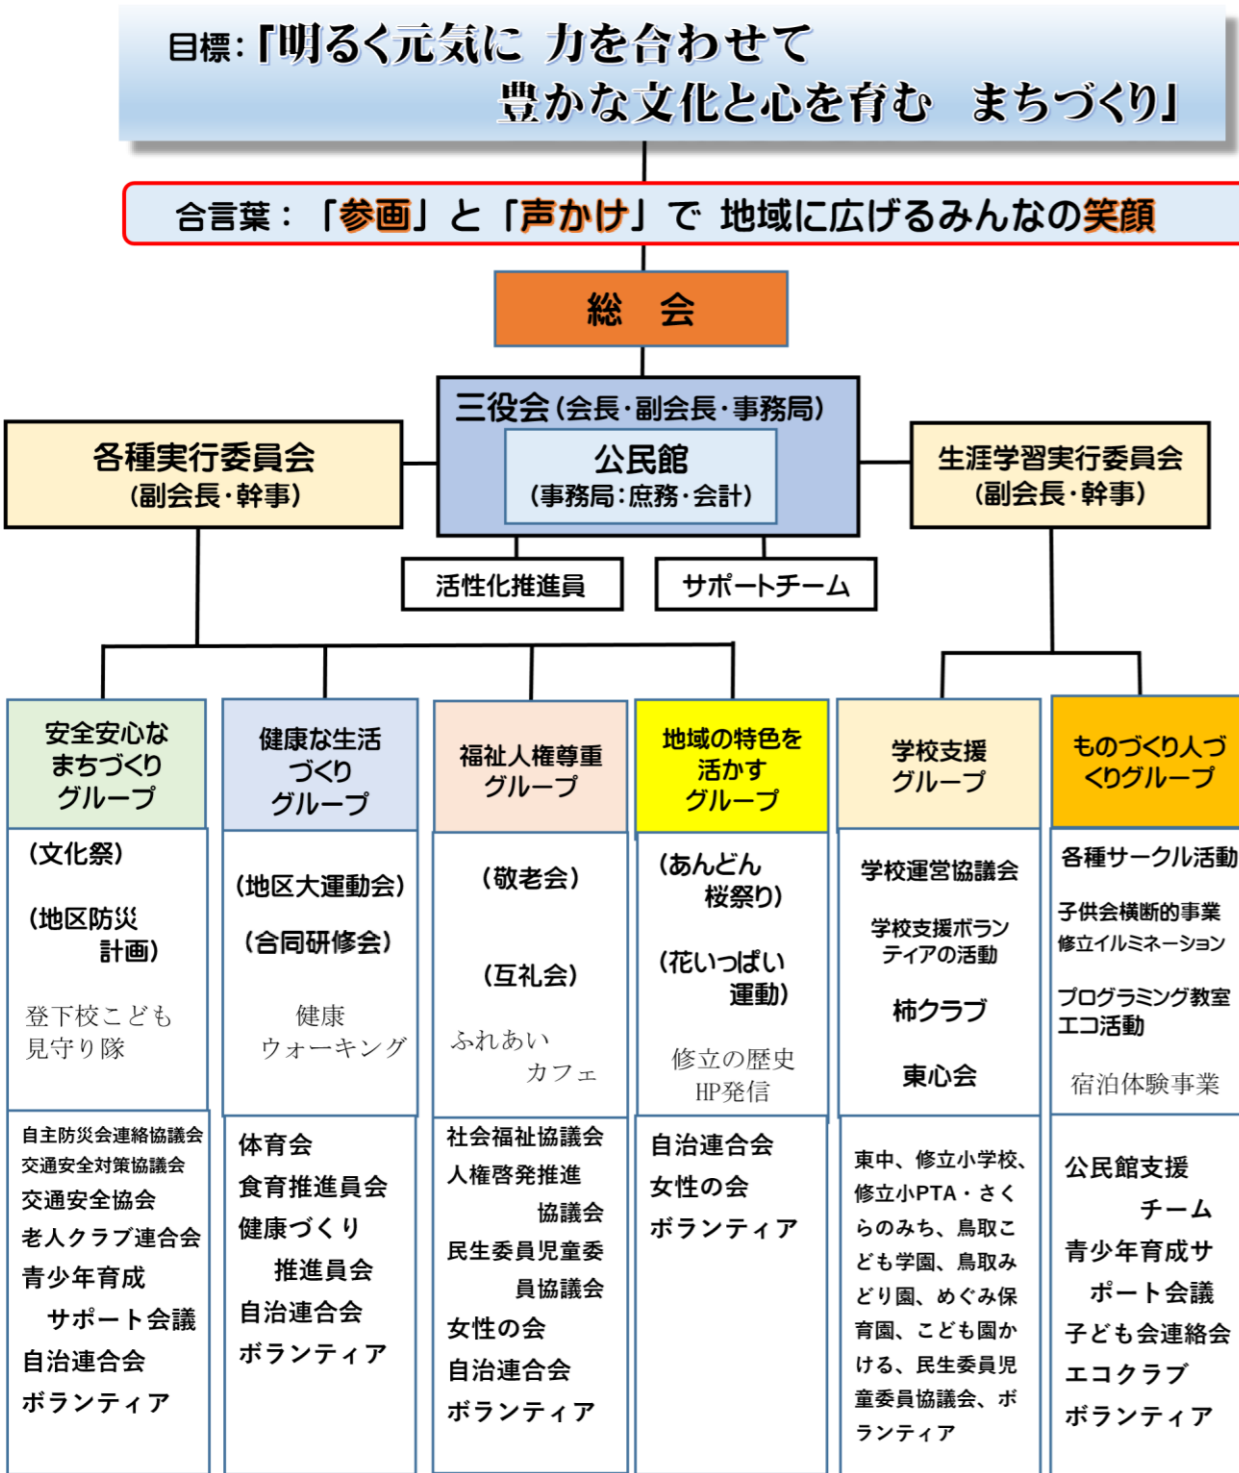 目標：『明るく元気に 力を合わせて
豊かな文化と心を育む　まちづくり』
合言葉：「参画」と「声かけ」で 地域に広げるみんなの笑顔
総　会
三役会（会長・副会長・事務局）
公民館
（事務局：庶務・会計）
各種実行委員会
（副会長・幹事）
生涯学習実行委員会
（副会長・幹事）
活性化推進員
サポートチーム
安全安心な
まちづくり
グループ
（文化祭）
（地区防災
計画）
登下校こども
見守り隊
自主防災会連絡協議会
交通安全対策協議会
交通安全協会
老人クラブ連合会
青少年育成
サポート会議
自治連合会
ボランティア
健康な生活
づくり
グループ
（地区大運動会）
（合同研修会）
健康
ウォーキング
体育会
食育推進員会
健康づくり
推進員会
自治連合会
ボランティア
福祉人権尊重
グループ
（敬老会）
（互礼会）
ふれあい
カフェ
社会福祉協議会
人権啓発推進
協議会
民生委員児童委
員協議会
女性の会
自治連合会
ボランティア
地域の特色を
活かす
グループ
（あんどん
桜祭り）
（花いっぱい
運動）
修立の歴史
HP発信
自治連合会
女性の会
ボランティア
学校支援
グループ
学校運営協議会
学校支援ボラン
ティアの活動
柿クラブ
東心会
東中、修立小学校、
修立小PTA・さく
らのみち、鳥取こ
ども学園、鳥取み
どり園、めぐみ保
育園、こども園か
ける、民生委員児
童委員協議会、ボ
ランティア
ものづくり人づ
くりグループ
各種サークル活動
子供会横断的事業
修立イルミネーション
プログラミング教室
エコ活動
宿泊体験事業
公民館支援
チーム
青少年育成サ
ポート会議
子ども会連絡会
エコクラブ
ボランティア